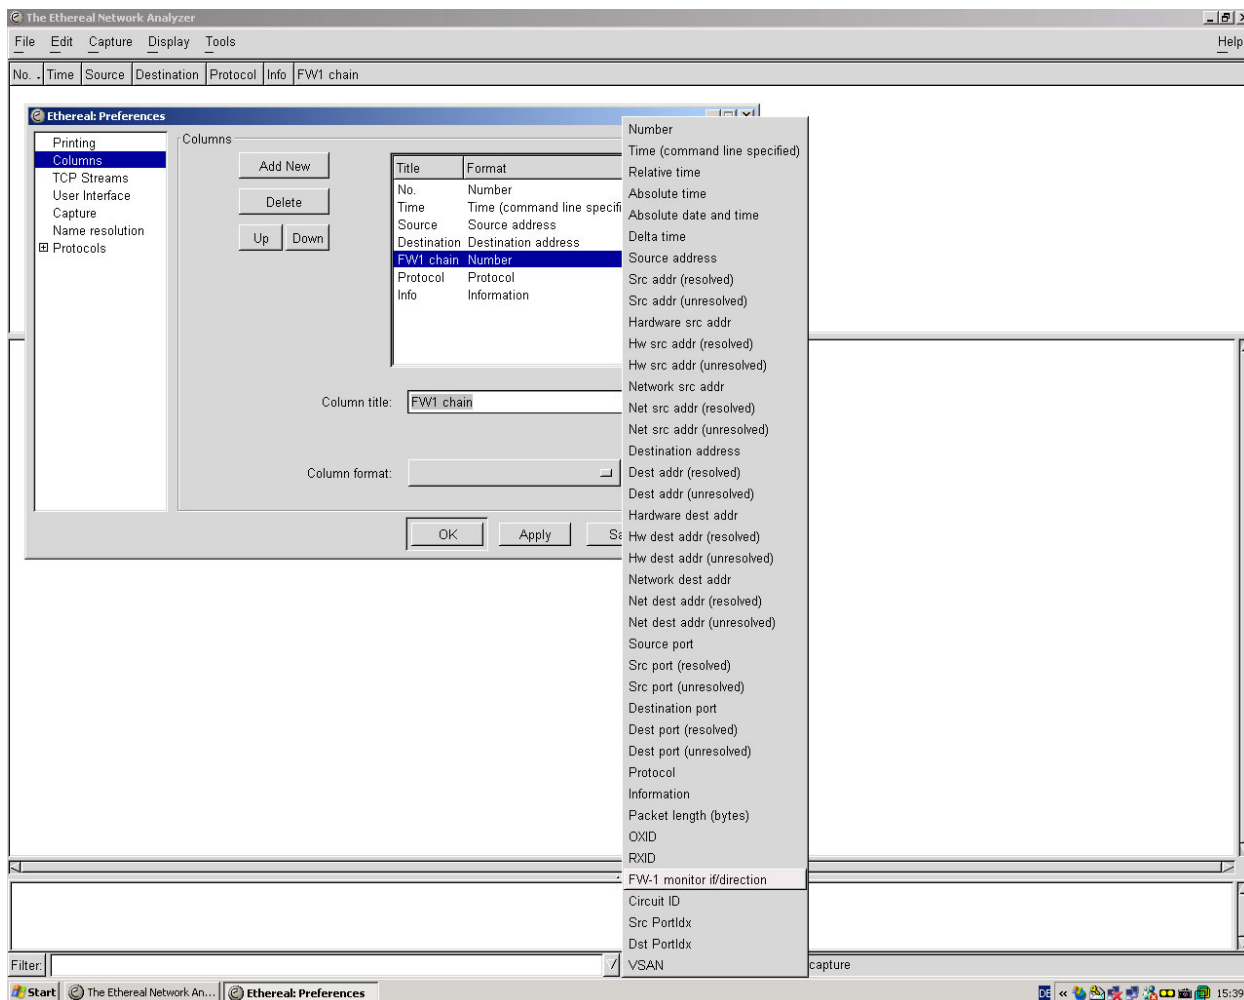 The Ethereal Network Analyzer
File Edit Capture Display Tools Help
No. Time Source Destination Protocol Info FW1 chain
Ethereal: Preferences
Printing
Columns
TCP Streams
User Interface
Capture
Name resolution
Protocols
Columns
Add New
Delete
Up Down
Title Format
No. Number
Time Time (command line specifi
Source Source address
Destination Destination address
FW1 chain Number
Protocol Protocol
Info Information
Column title: FW1 chain
Column format:
OK Apply Sa
Number
Time (command line specified)
Relative time
Absolute time
Absolute date and time
Delta time
Source address
Src addr (resolved)
Src addr (unresolved)
Hardware src addr
Hw src addr (resolved)
Hw src addr (unresolved)
Network src addr
Net src addr (resolved)
Net src addr (unresolved)
Destination address
Dest addr (resolved)
Dest addr (unresolved)
Hardware dest addr
Hw dest addr (resolved)
Hw dest addr (unresolved)
Network dest addr
Net dest addr (resolved)
Net dest addr (unresolved)
Source port
Src port (resolved)
Src port (unresolved)
Destination port
Dest port (resolved)
Dest port (unresolved)
Protocol
Information
Packet length (bytes)
OXID
RXID
FW-1 monitor if/direction
Circuit ID
Src PortIdx
Dst PortIdx
VSAN
Filter: capture
Start The Ethereal Network An... Ethereal: Preferences DE « 15:39